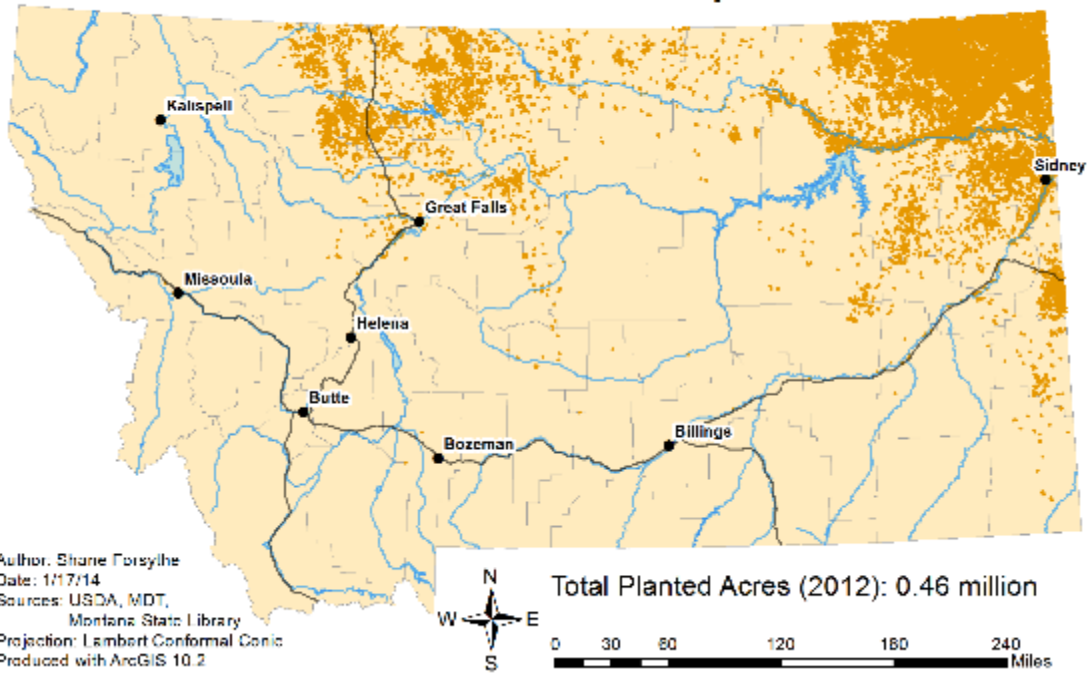 Kalispell
Sidney
Great Falls
Missoula
Helena
Butte
Bozeman
Billings
Author: Shane Forsythe
Date: 1/17/14
Sources: USDA, MDT,
Montana State Library
Projection: Lambert Conformal Conic
Produced with ArcGIS 10.2
N
W E
S
Total Planted Acres (2012): 0.46 million
0 30 60 120 180 240
Miles